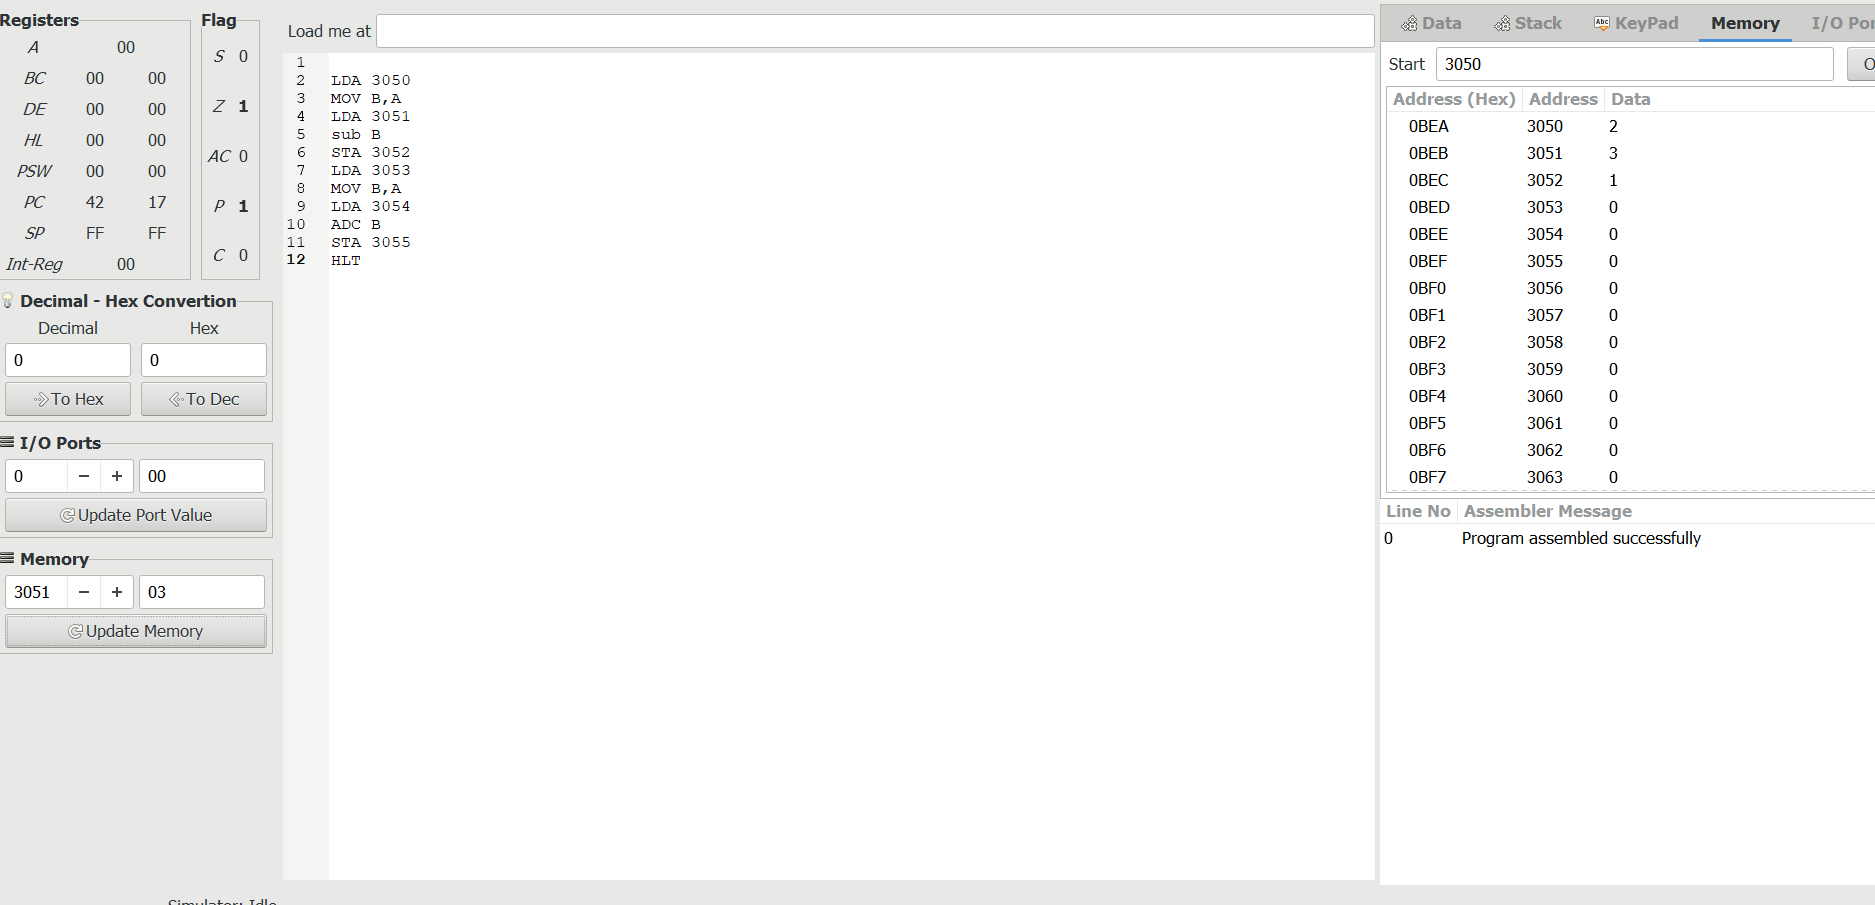 Registers
A 00
BC 00 00
DE 00 00
HL 00 00
PSW 00 00
PC 42 17
SP FF FF
Int-Reg 00
Flag
S 0
Z 1
AC 0
P 1
C 0
Decimal - Hex Convertion
Decimal Hex
0 0
To Hex To Dec
I/O Ports
0 − + 00
Update Port Value
Memory
3051 − + 03
Update Memory
Simulator: Idle
Load me at
1
2 LDA 3050
3 MOV B,A
4 LDA 3051
5 sub B
6 STA 3052
7 LDA 3053
8 MOV B,A
9 LDA 3054
10 ADC B
11 STA 3055
12 HLT
Data Stack Abc KeyPad Memory I/O Por
Start 3050 O
Address (Hex) Address Data
0BEA 3050 2
0BEB 3051 3
0BEC 3052 1
0BED 3053 0
0BEE 3054 0
0BEF 3055 0
0BF0 3056 0
0BF1 3057 0
0BF2 3058 0
0BF3 3059 0
0BF4 3060 0
0BF5 3061 0
0BF6 3062 0
0BF7 3063 0
Line No Assembler Message
0 Program assembled successfully